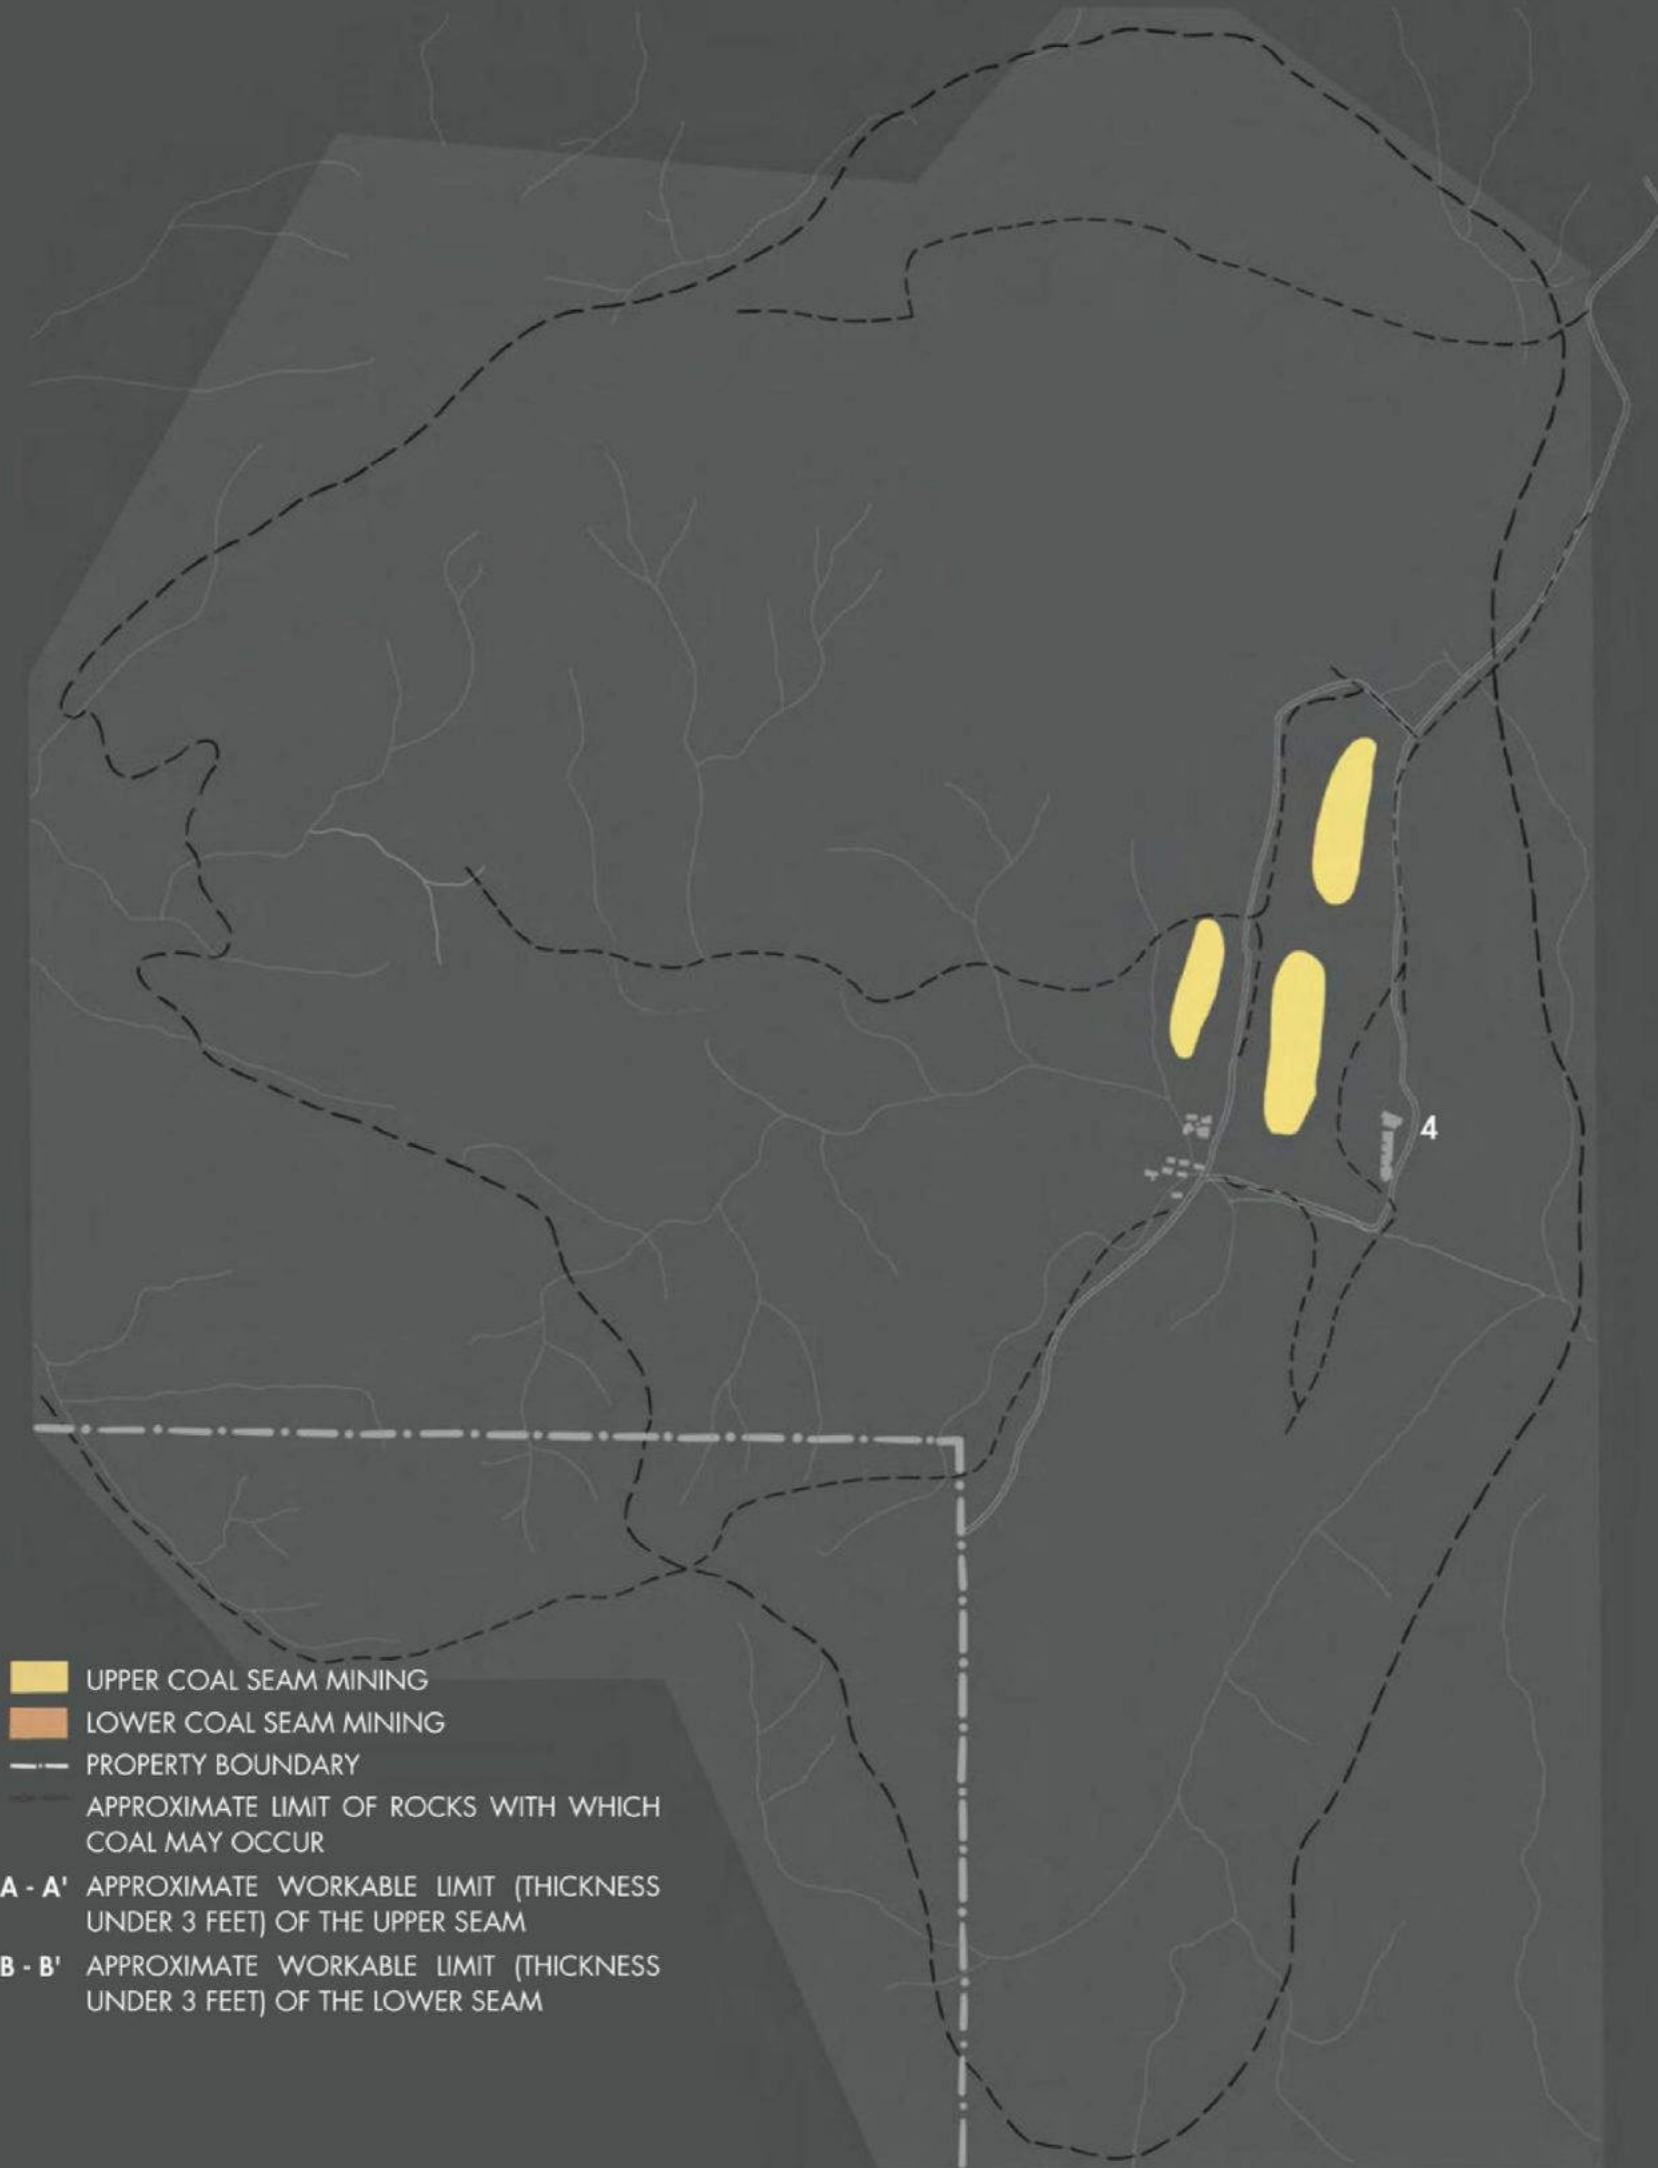 4
UPPER COAL SEAM MINING
LOWER COAL SEAM MINING
PROPERTY BOUNDARY
APPROXIMATE LIMIT OF ROCKS WITH WHICH
COAL MAY OCCUR
A - A' APPROXIMATE WORKABLE LIMIT (THICKNESS
UNDER 3 FEET) OF THE UPPER SEAM
B - B' APPROXIMATE WORKABLE LIMIT (THICKNESS
UNDER 3 FEET) OF THE LOWER SEAM